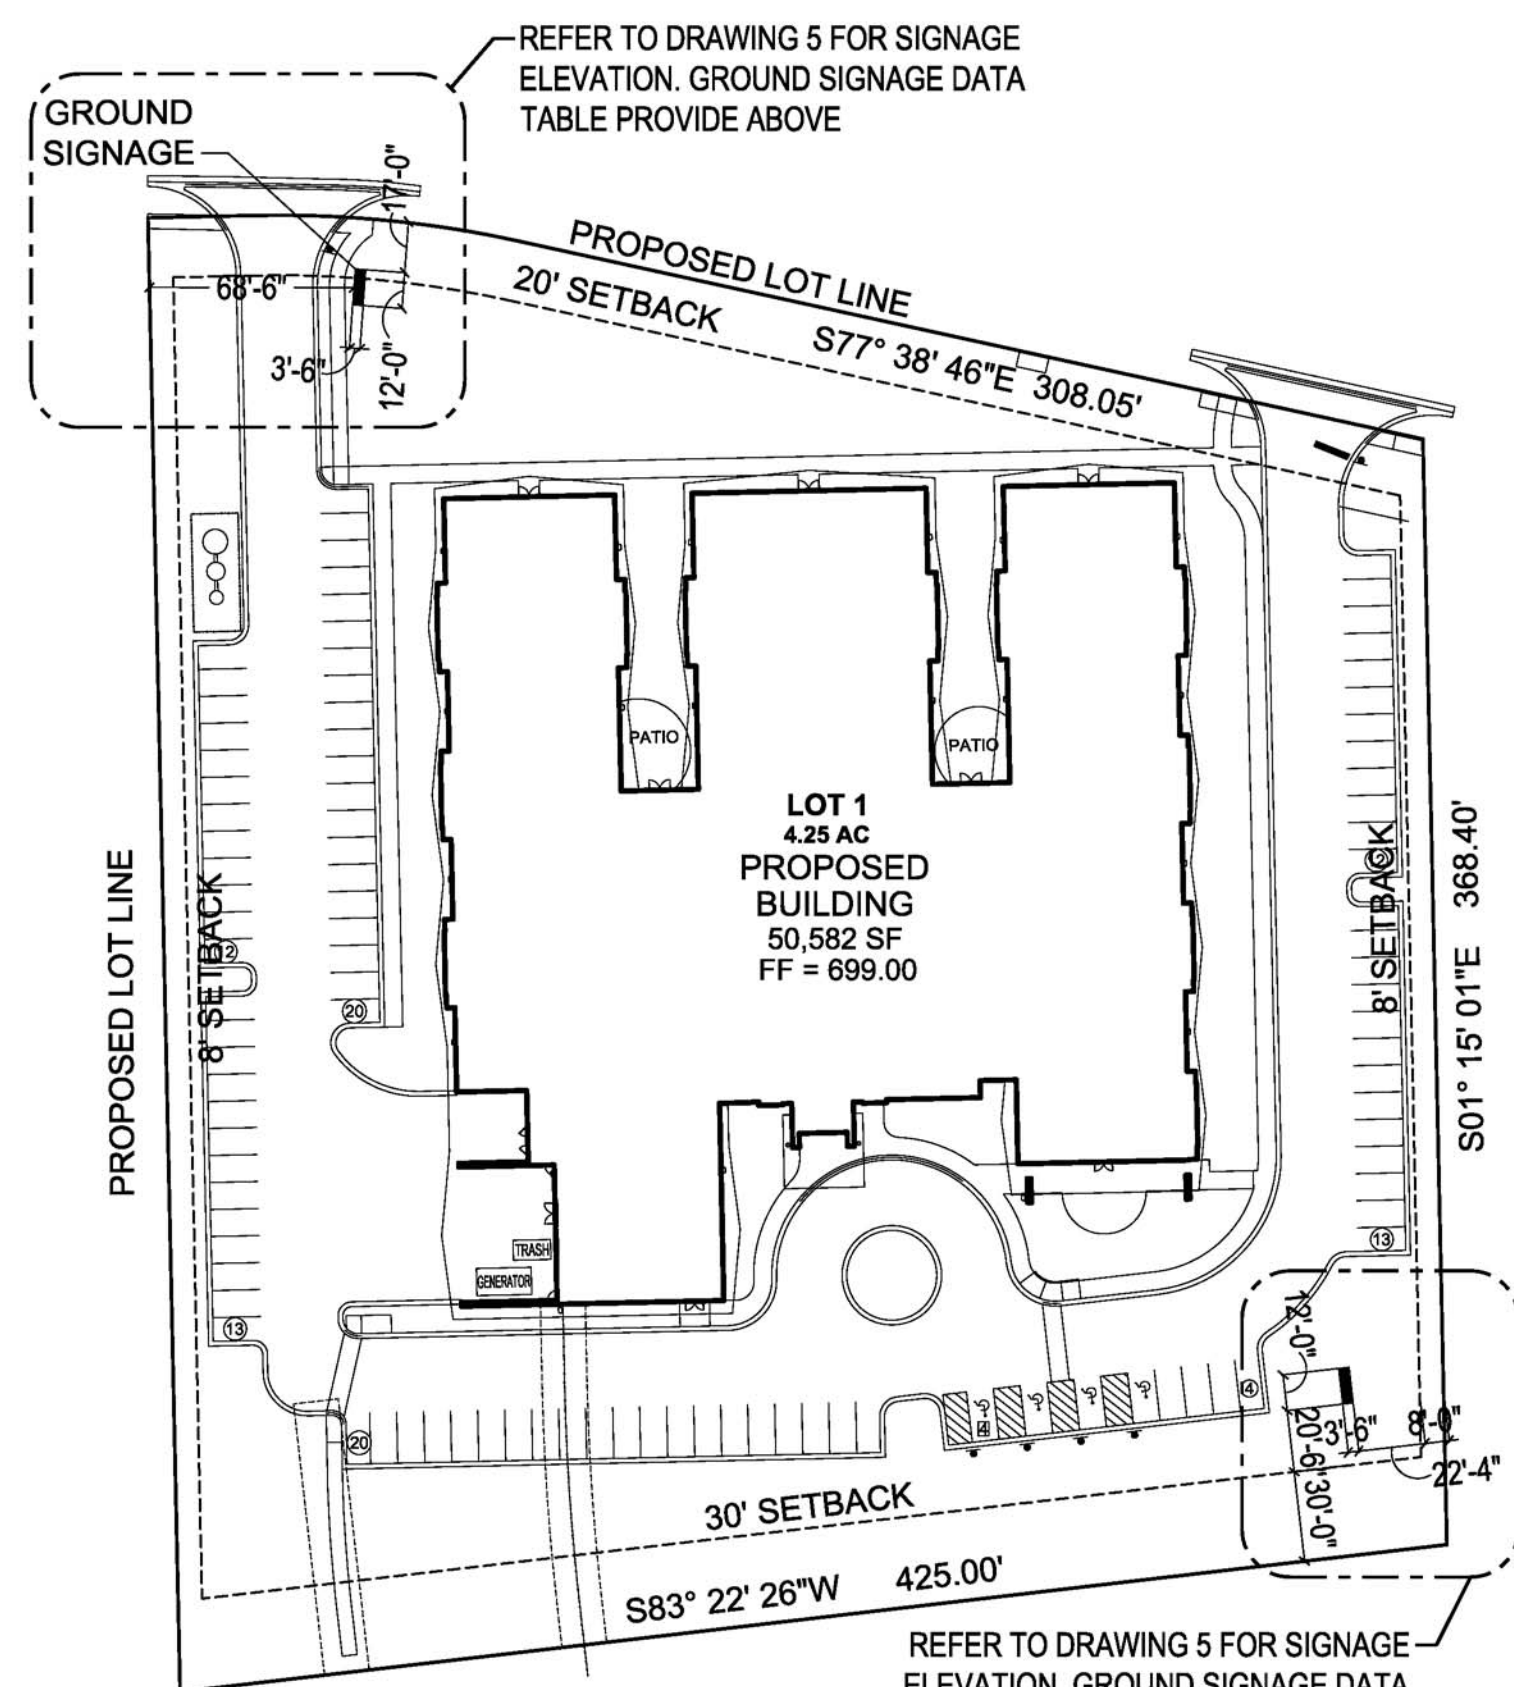 REFER TO DRAWING 5 FOR SIGNAGE
ELEVATION. GROUND SIGNAGE DATA
TABLE PROVIDE ABOVE
GROUND
SIGNAGE
68'-6"
3'-6"
12'-0"
PROPOSED LOT LINE
20' SETBACK
S77° 38' 46"E 308.05'
PATIO
PATIO
LOT 1
4.25 AC
PROPOSED
BUILDING
50,582 SF
FF = 699.00
PROPOSED LOT LINE
8' SETBACK
20
8' SETBACK
S01° 15' 01"E 368.40'
TRASH
GENERATOR
13
13
20
4
4
12'-0"
20'-6"
3'-6"
8'-0"
22'-4"
30'-0"
30' SETBACK
S83° 22' 26"W 425.00'
REFER TO DRAWING 5 FOR SIGNAGE
ELEVATION. GROUND SIGNAGE DATA